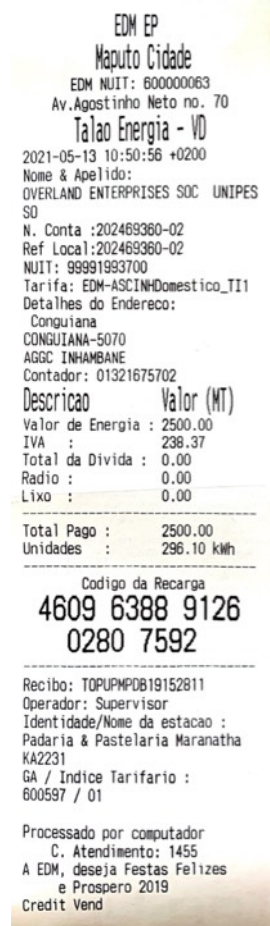 EDM EP
Maputo Cidade
EDM NUIT: 600000063
Av.Agostinho Neto no. 70
Talao Energia - VD
2021-05-13 10:50:56 +0200
Nome & Apelido:
OVERLAND ENTERPRISES SOC UNIPES
SO
N. Conta :202469360-02
Ref Local:202469360-02
NUIT: 99991993700
Tarifa: EDM-ASCINHDomestico_TI1
Detalhes do Endereco:
Conguiana
CONGUIANA-5070
AGGC INHAMBANE
Contador: 01321675702
Descricao Valor (MT)
Valor de Energia : 2500.00
IVA : 238.37
Total da Divida : 0.00
Radio : 0.00
Lixo : 0.00
Total Pago : 2500.00
Unidades : 296.10 kWh
Codigo da Recarga
4609 6388 9126
0280 7592
Recibo: TOPUPMPDB19152811
Operador: Supervisor
Identidade/Nome da estacao :
Padaria & Pastelaria Maranatha
KA2231
GA / Indice Tarifario :
600597 / 01
Processado por computador
C. Atendimento: 1455
A EDM, deseja Festas Felizes
e Prospero 2019
Credit Vend